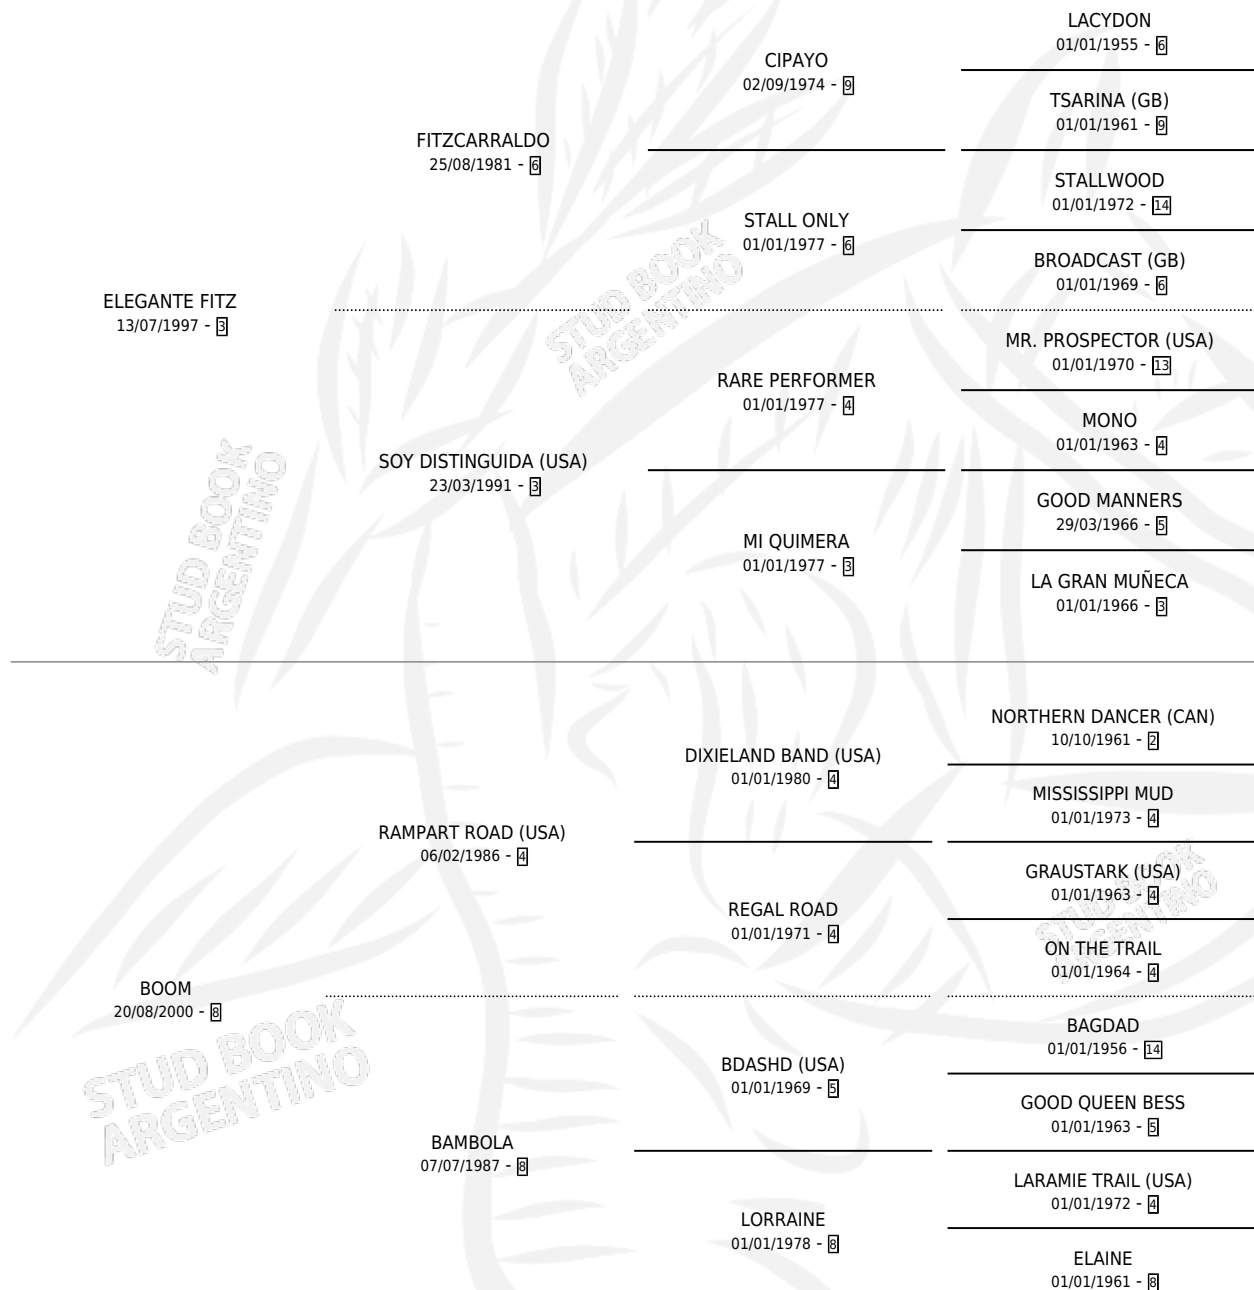 LACYDON
01/01/1955 - 6
CIPAYO
02/09/1974 - 9
TSARINA (GB)
01/01/1961 - 9
FITZCARRALDO
25/08/1981 - 6
STALLWOOD
01/01/1972 - 14
STALL ONLY
01/01/1977 - 6
BROADCAST (GB)
01/01/1969 - 6
ELEGANTE FITZ
13/07/1997 - 3
MR. PROSPECTOR (USA)
01/01/1970 - 13
RARE PERFORMER
01/01/1977 - 4
MONO
01/01/1963 - 4
SOY DISTINGUIDA (USA)
23/03/1991 - 3
GOOD MANNERS
29/03/1966 - 5
MI QUIMERA
01/01/1977 - 3
LA GRAN MUÑECA
01/01/1966 - 3
NORTHERN DANCER (CAN)
10/10/1961 - 2
DIXIELAND BAND (USA)
01/01/1980 - 4
MISSISSIPPI MUD
01/01/1973 - 4
RAMPART ROAD (USA)
06/02/1986 - 4
GRAUSTARK (USA)
01/01/1963 - 4
REGAL ROAD
01/01/1971 - 4
ON THE TRAIL
01/01/1964 - 4
BOOM
20/08/2000 - 8
BAGDAD
01/01/1956 - 14
BDASHD (USA)
01/01/1969 - 5
GOOD QUEEN BESS
01/01/1963 - 5
BAMBOLA
07/07/1987 - 8
LARAMIE TRAIL (USA)
01/01/1972 - 4
LORRAINE
01/01/1978 - 8
ELAINE
01/01/1961 - 8
STUD BOOK
ARGENTINO
STUD BOOK
ARGENTINO
STUD BOOK
ARGENTINO
STUD BOOK
ARGENTINO